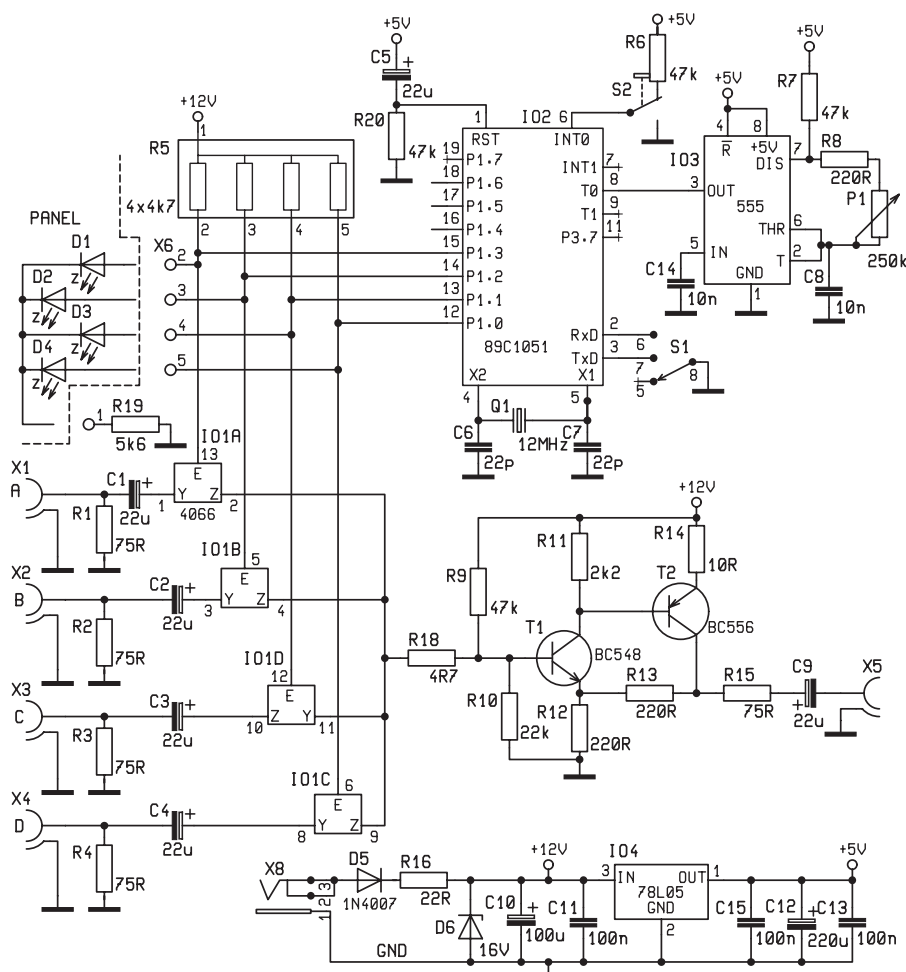 +5V
C5
+
22u
R20
47k
+12V
1
R5
4x4k7
2
3
4
5
PANEL
D1
D2
D3
D4
Z
Z
Z
Z
X6
2
3
4
5
1
R19
5k6
IO2
1
RST
6
INT0
19
P1.7
18
P1.6
17
P1.5
16
P1.4
15
P1.3
14
P1.2
13
P1.1
12
P1.0
INT1
7
T0
8
T1
9
P3.7
11
RxD
2
TxD
3
89C1051
X2
X1
4
5
Q1
12MHz
C6
22p
C7
22p
+5V
R6
47k
S2
+5V
IO3
4
8
R
+5V
DIS
7
3
OUT
555
THR
6
T
2
5
IN
GND
1
C14
10n
C8
10n
+5V
R7
47k
R8
220R
P1
250k
6
7
5
S1
8
X1
A
C1
+
22u
R1
75R
IO1A
13
E
Y
Z
1
4066
2
X2
B
C2
+
22u
R2
75R
IO1B
5
E
Y
Z
3
4
X3
C
C3
+
22u
R3
75R
IO1D
12
E
Z
Y
10
11
X4
D
C4
+
22u
R4
75R
IO1C
6
E
Y
Z
8
9
R18
4R7
R9
47k
R10
22k
R11
2k2
T1
BC548
R12
220R
R13
220R
+12V
R14
10R
T2
BC556
R15
75R
C9
+
22u
X5
X8
3
2
1
D5
1N4007
R16
22R
D6
16V
GND
C10
+
100u
+12V
C11
100n
IO4
3
IN
OUT
1
78L05
GND
2
C15
100n
C12
+
220u
+5V
C13
100n